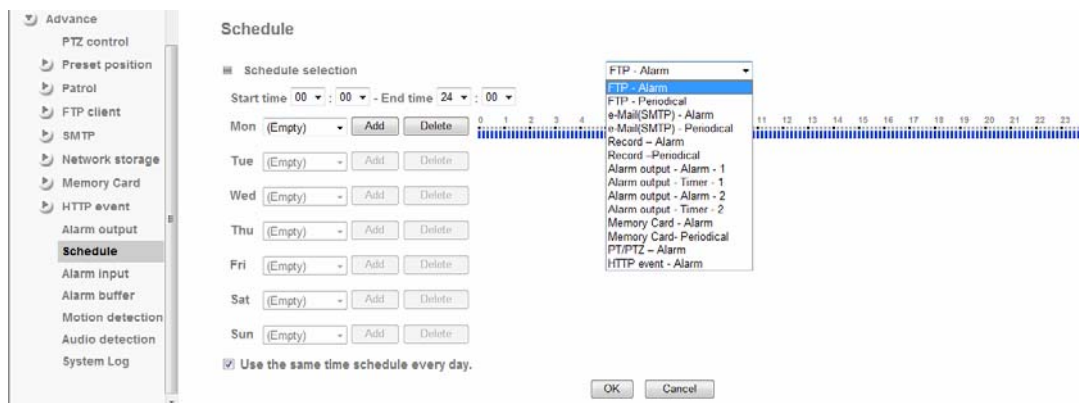 Advance
PTZ control
Preset position
Patrol
FTP client
SMTP
Network storage
Memory Card
HTTP event
Alarm output
Schedule
Alarm input
Alarm buffer
Motion detection
Audio detection
System Log
Schedule
Schedule selection
FTP - Alarm
Start time 00 : 00 - End time 24 : 00
FTP - Alarm
FTP - Periodical
e-Mail(SMTP) - Alarm
e-Mail(SMTP) - Periodical
Record – Alarm
Record –Periodical
Alarm output - Alarm - 1
Alarm output - Timer - 1
Alarm output - Alarm - 2
Alarm output - Timer - 2
Memory Card - Alarm
Memory Card- Periodical
PT/PTZ – Alarm
HTTP event - Alarm
Mon (Empty) Add Delete 0 1 2 3 4 11 12 13 14 15 16 17 18 19 20 21 22 23
Tue (Empty) Add Delete
Wed (Empty) Add Delete
Thu (Empty) Add Delete
Fri (Empty) Add Delete
Sat (Empty) Add Delete
Sun (Empty) Add Delete
Use the same time schedule every day.
OK Cancel